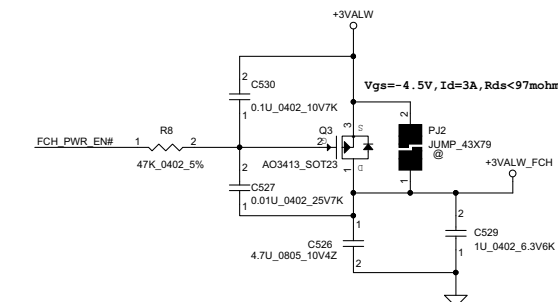 +3VALW
2
C530
0.1U_0402_10V7K
1
Vgs=-4.5V,Id=3A,Rds<97mohm
FCH_PWR_EN#
1
R8
2
47K_0402_5%
2
Q3
3
S
G
D
1
AO3413_SOT23
2
PJ2
JUMP_43X79
@
1
+3VALW_FCH
2
C527
0.01U_0402_25V7K
1
1
C526
4.7U_0805_10V4Z
2
2
C529
1U_0402_6.3V6K
1